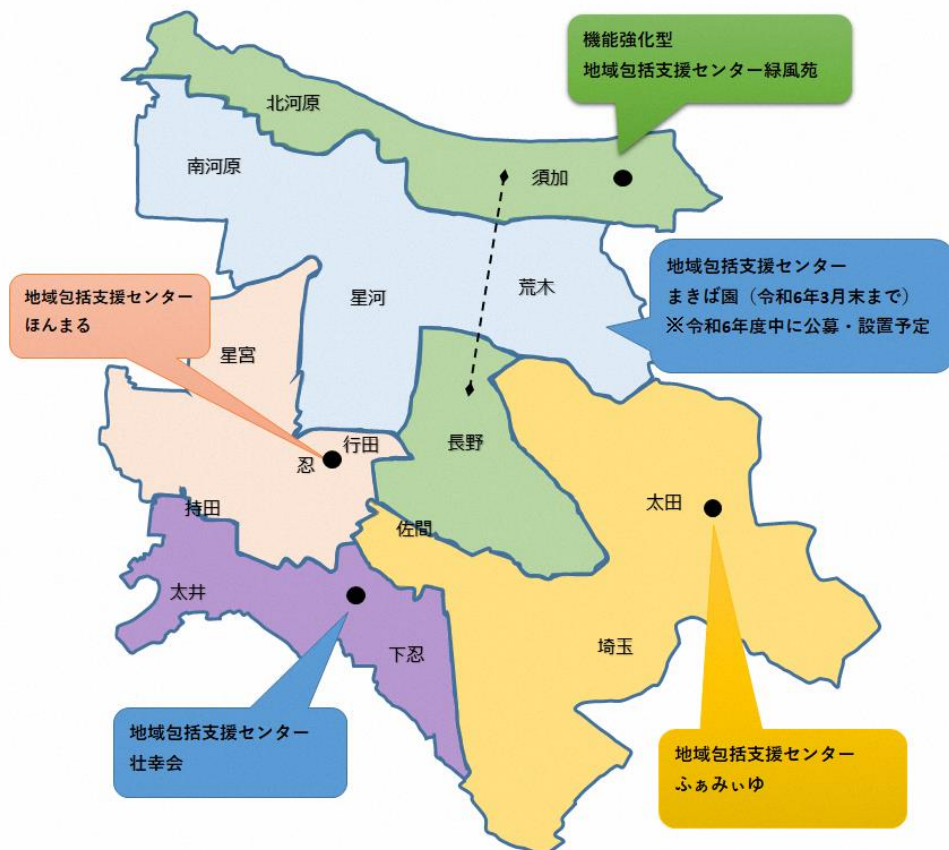 機能強化型
地域包括支援センター緑風苑
北河原
南河原
須加
地域包括支援センター
まきば園（令和6年3月末まで）
※令和6年度中に公募・設置予定
荒木
星河
地域包括支援センター
ほんまる
星宮
行田
忍
長野
持田
佐間
太田
太井
下忍
埼玉
地域包括支援センター
壮幸会
地域包括支援センター
ふぁみぃゆ